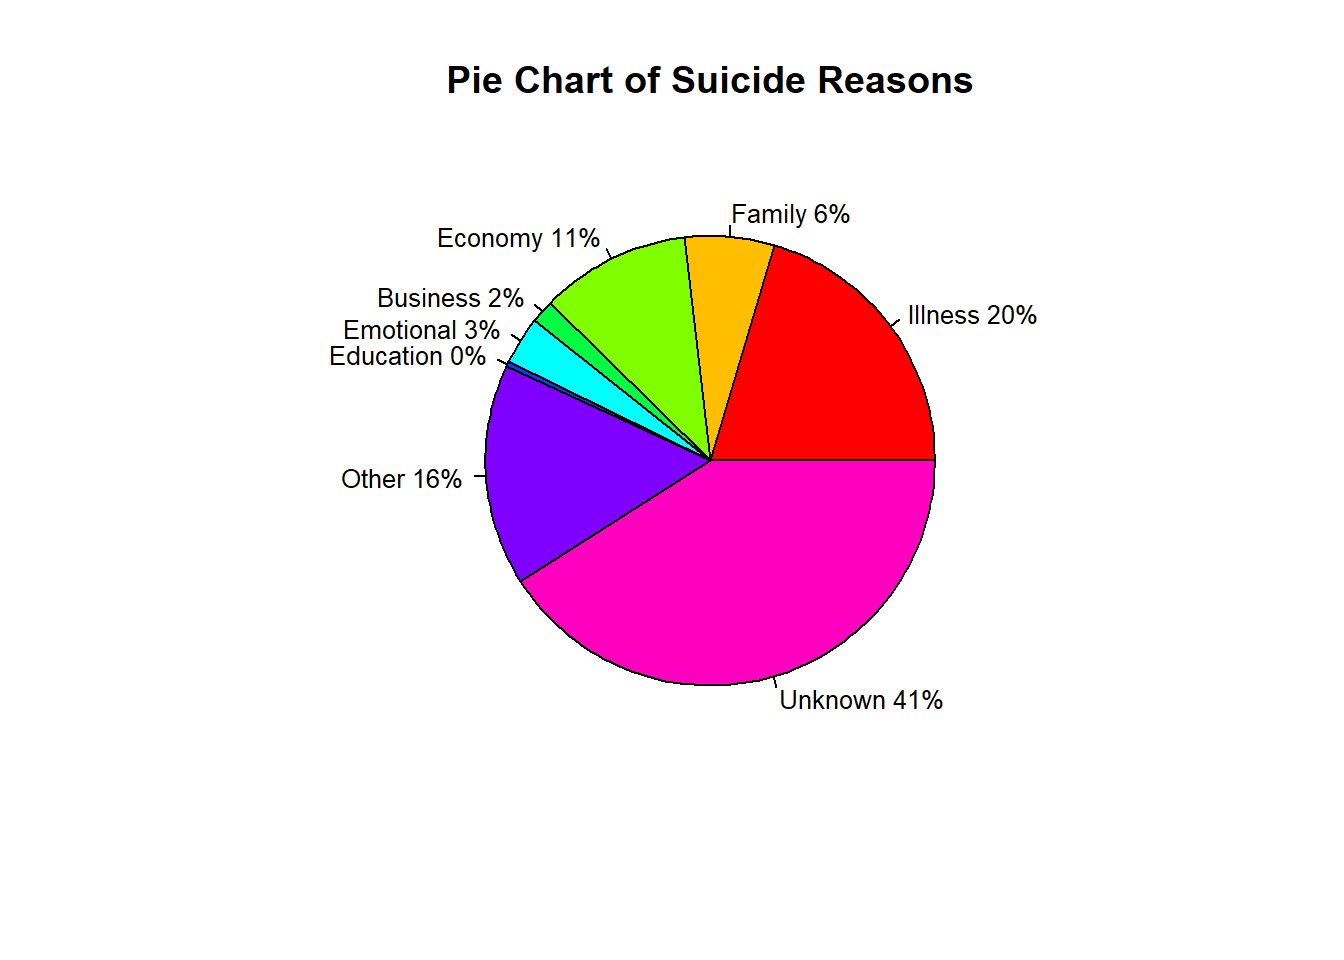 Pie Chart of Suicide Reasons
Family 6%
Economy 11%
Business 2%
Illness 20%
Emotional 3%
Education 0%
Other 16%
Unknown 41%